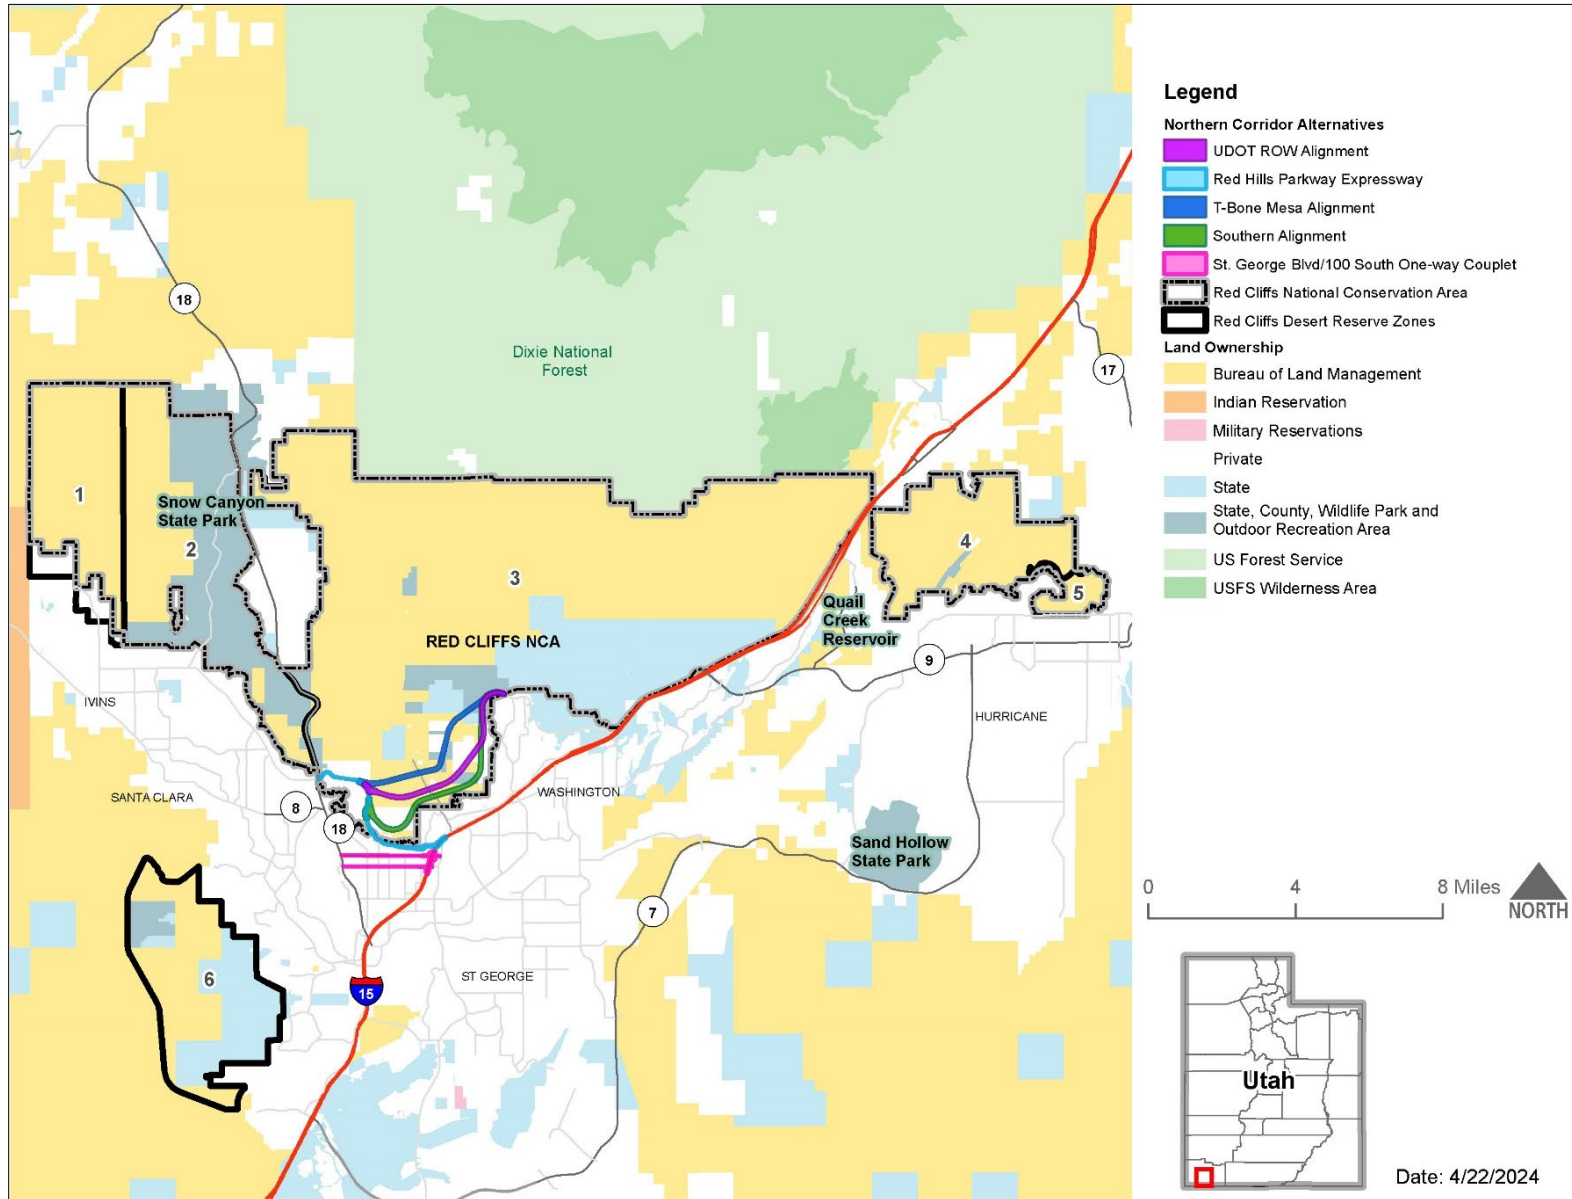 18
Dixie National
Forest
17
1
Snow Canyon
State Park
2
3
4
5
Quail
Creek
Reservoir
RED CLIFFS NCA
9
IVINS
HURRICANE
SANTA CLARA
8
18
WASHINGTON
Sand Hollow
State Park
7
6
ST GEORGE
15
Legend
Northern Corridor Alternatives
UDOT ROW Alignment
Red Hills Parkway Expressway
T-Bone Mesa Alignment
Southern Alignment
St. George Blvd/100 South One-way Couplet
Red Cliffs National Conservation Area
Red Cliffs Desert Reserve Zones
Land Ownership
Bureau of Land Management
Indian Reservation
Military Reservations
Private
State
State, County, Wildlife Park and
Outdoor Recreation Area
US Forest Service
USFS Wilderness Area
0 4 8 Miles
NORTH
Utah
Date: 4/22/2024